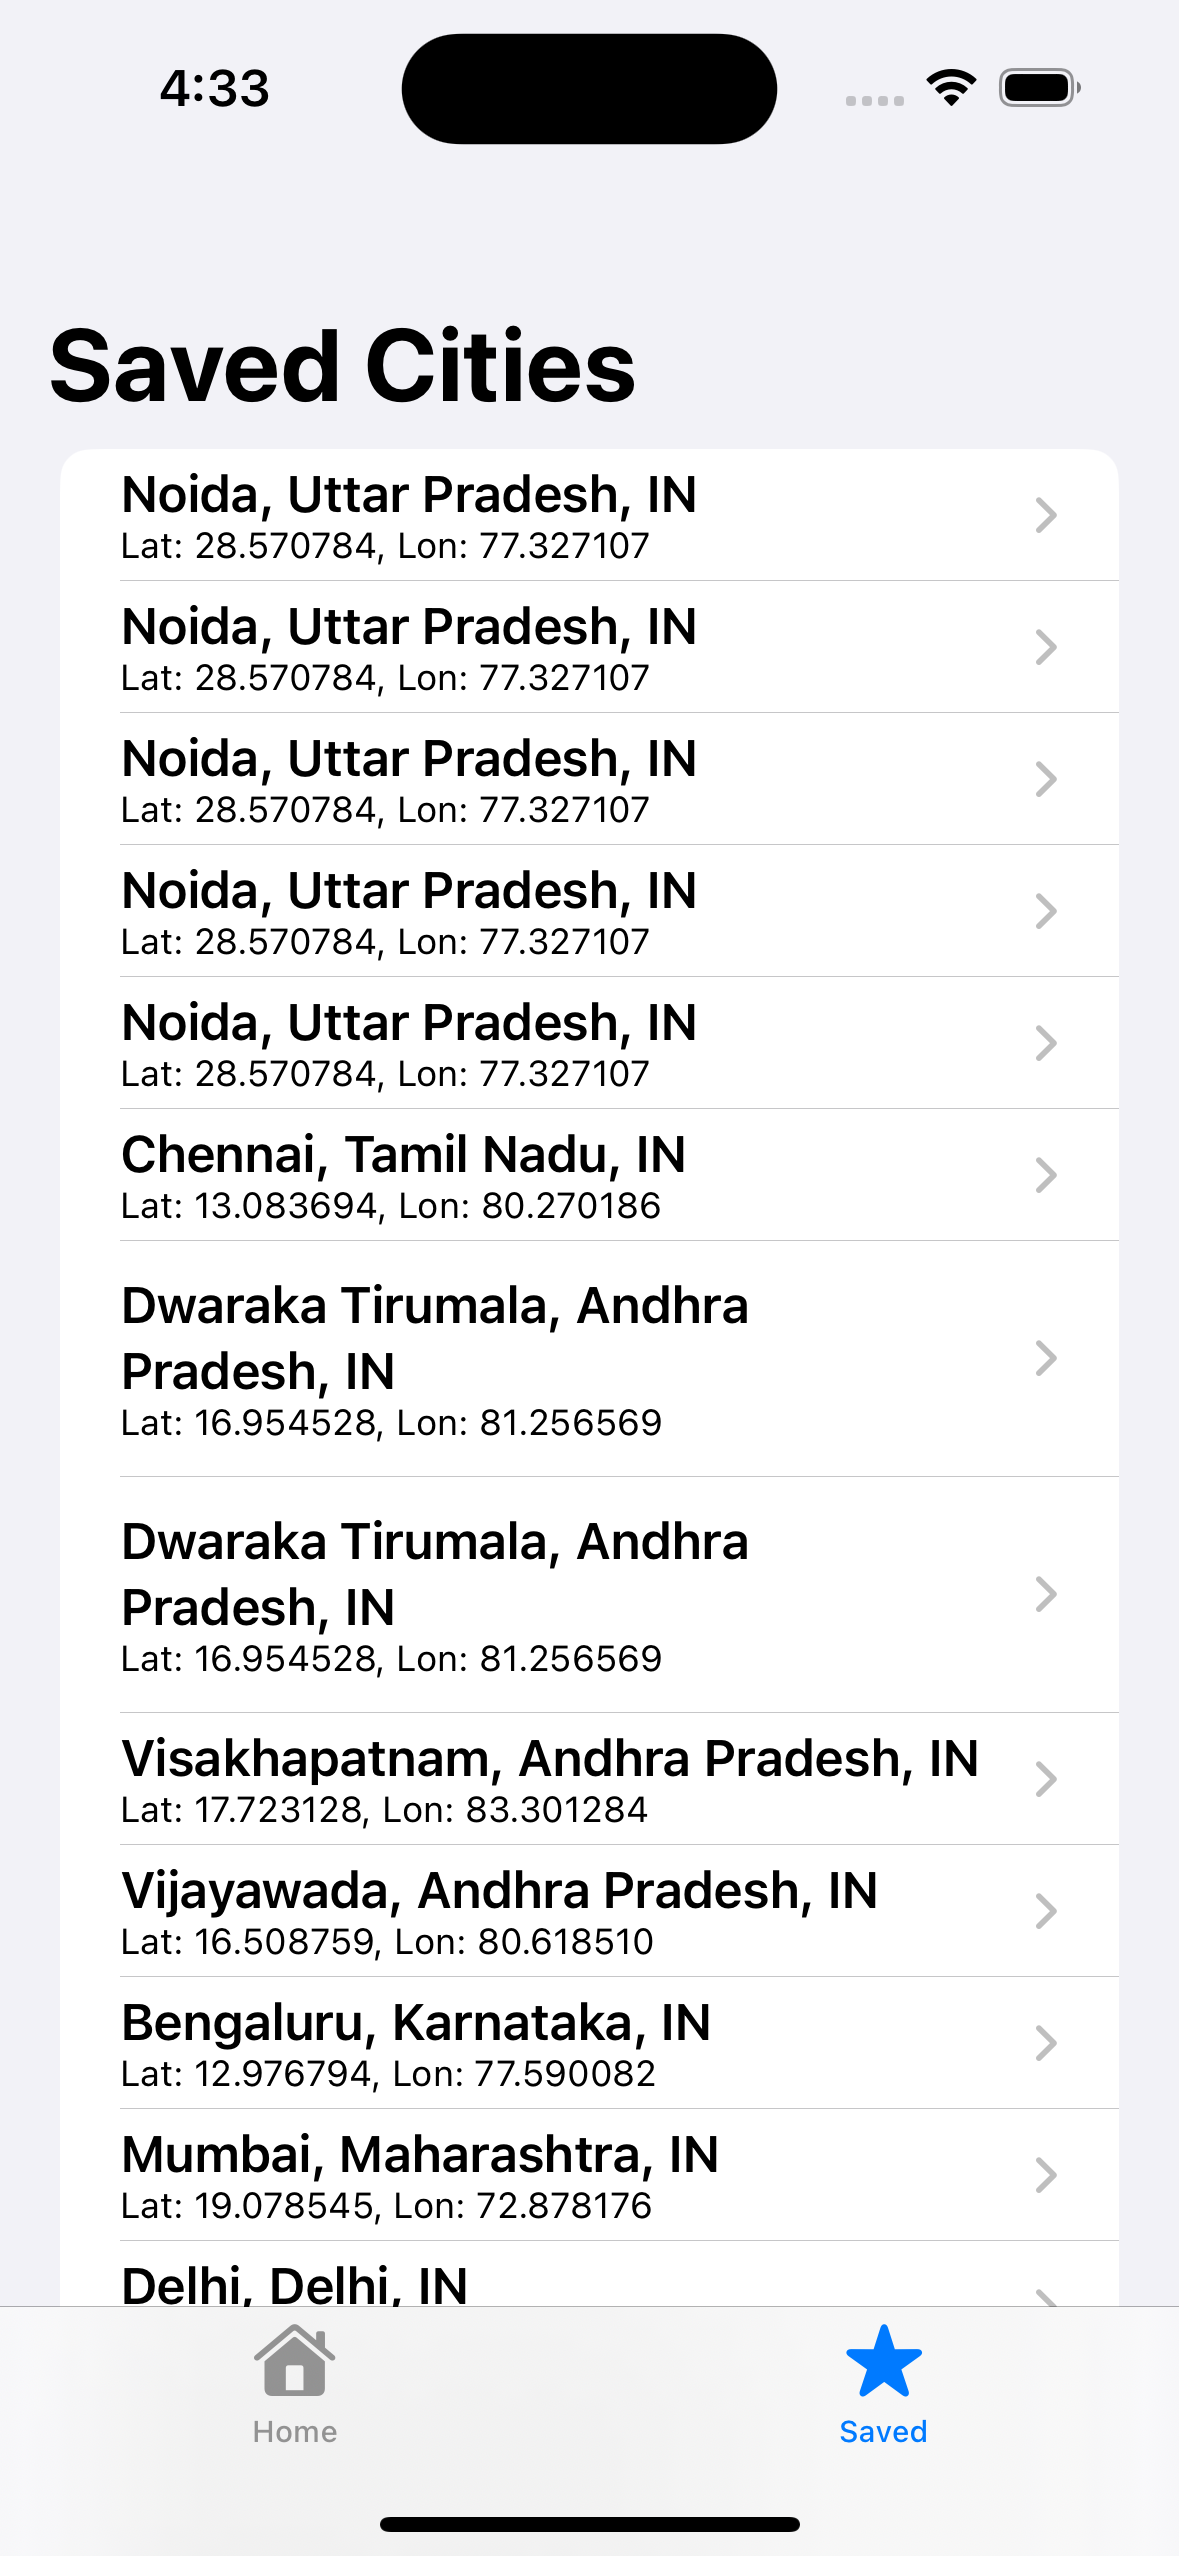 4:33
Saved Cities
Noida, Uttar Pradesh, IN
Lat: 28.570784, Lon: 77.327107
Noida, Uttar Pradesh, IN
Lat: 28.570784, Lon: 77.327107
Noida, Uttar Pradesh, IN
Lat: 28.570784, Lon: 77.327107
Noida, Uttar Pradesh, IN
Lat: 28.570784, Lon: 77.327107
Noida, Uttar Pradesh, IN
Lat: 28.570784, Lon: 77.327107
Chennai, Tamil Nadu, IN
Lat: 13.083694, Lon: 80.270186
Dwaraka Tirumala, Andhra
Pradesh, IN
Lat: 16.954528, Lon: 81.256569
Dwaraka Tirumala, Andhra
Pradesh, IN
Lat: 16.954528, Lon: 81.256569
Visakhapatnam, Andhra Pradesh, IN
Lat: 17.723128, Lon: 83.301284
Vijayawada, Andhra Pradesh, IN
Lat: 16.508759, Lon: 80.618510
Bengaluru, Karnataka, IN
Lat: 12.976794, Lon: 77.590082
Mumbai, Maharashtra, IN
Lat: 19.078545, Lon: 72.878176
Delhi, Delhi, IN
Home
Saved